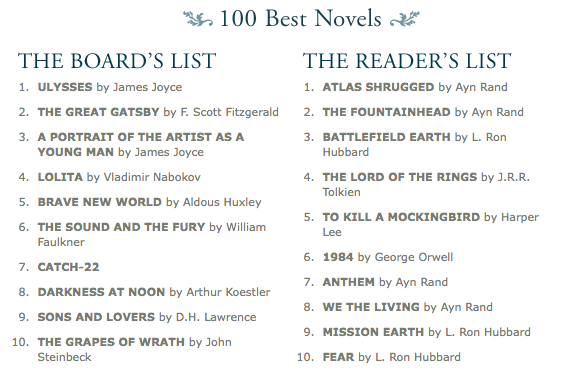 100 Best Novels
THE BOARD'S LIST
1. ULYSSES by James Joyce
2. THE GREAT GATSBY by F. Scott Fitzgerald
3. A PORTRAIT OF THE ARTIST AS A
YOUNG MAN by James Joyce
4. LOLITA by Vladimir Nabokov
5. BRAVE NEW WORLD by Aldous Huxley
6. THE SOUND AND THE FURY by William
Faulkner
7. CATCH-22
8. DARKNESS AT NOON by Arthur Koestler
9. SONS AND LOVERS by D.H. Lawrence
10. THE GRAPES OF WRATH by John
Steinbeck
THE READER'S LIST
1. ATLAS SHRUGGED by Ayn Rand
2. THE FOUNTAINHEAD by Ayn Rand
3. BATTLEFIELD EARTH by L. Ron
Hubbard
4. THE LORD OF THE RINGS by J.R.R.
Tolkien
5. TO KILL A MOCKINGBIRD by Harper
Lee
6. 1984 by George Orwell
7. ANTHEM by Ayn Rand
8. WE THE LIVING by Ayn Rand
9. MISSION EARTH by L. Ron Hubbard
10. FEAR by L. Ron Hubbard